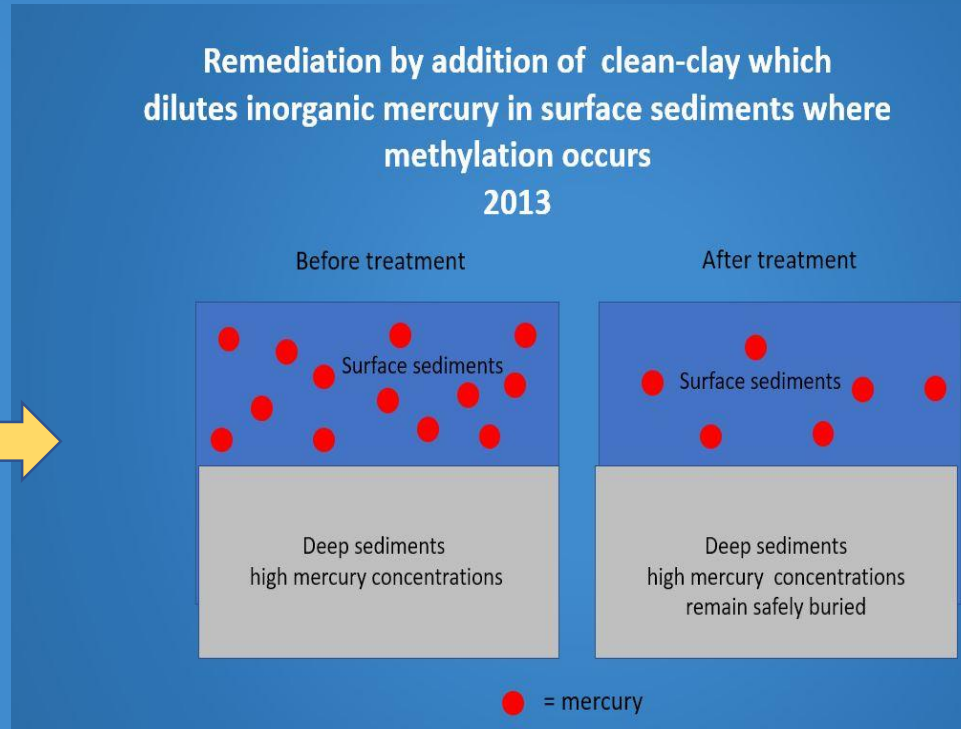 Remediation by addition of clean-clay which
dilutes inorganic mercury in surface sediments where
methylation occurs
2013
Before treatment
After treatment
Surface sediments
Surface sediments
Deep sediments
high mercury concentrations
Deep sediments
high mercury concentrations
remain safely buried
= mercury